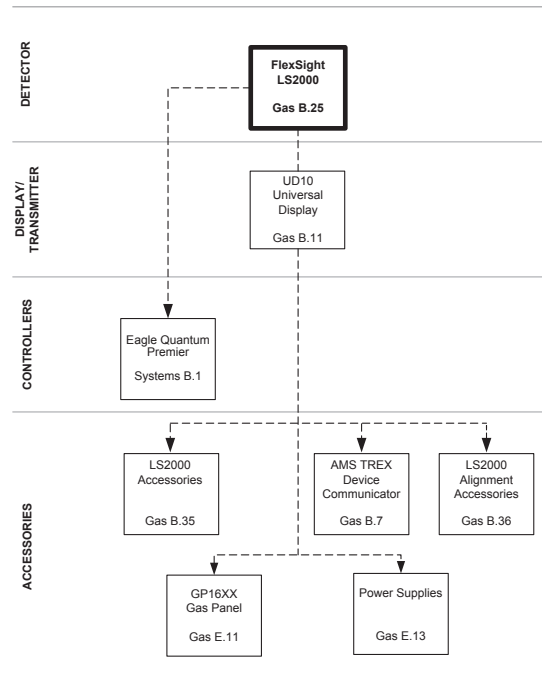 DETECTOR
FlexSight
LS2000
Gas B.25
DISPLAY/
TRANSMITTER
UD10
Universal
Display
Gas B.11
CONTROLLERS
Eagle Quantum
Premier
Systems B.1
ACCESSORIES
LS2000
Accessories
Gas B.35
AMS TREX
Device
Communicator
Gas B.7
LS2000
Alignment
Accessories
Gas B.36
GP16XX
Gas Panel
Gas E.11
Power Supplies
Gas E.13